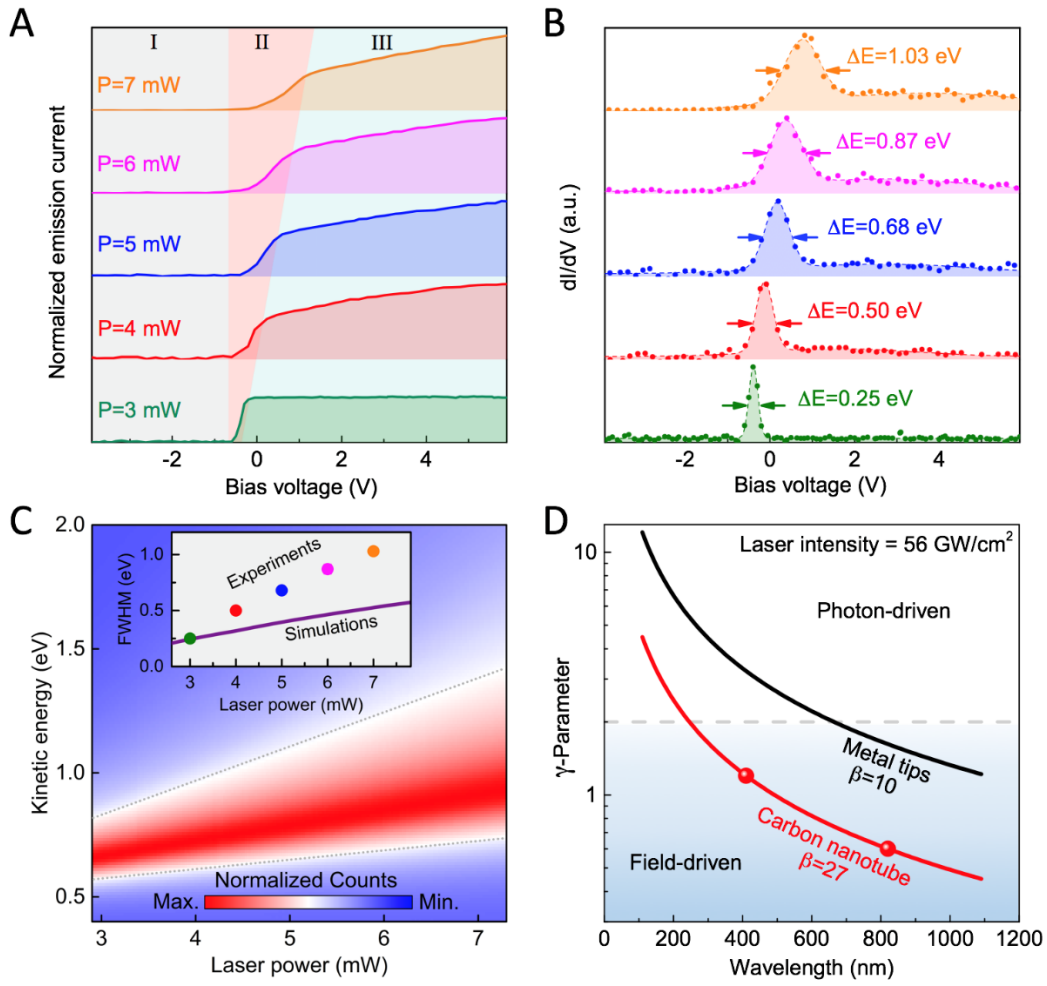 A
I
II
III
P=7 mW
P=6 mW
P=5 mW
P=4 mW
P=3 mW
Normalized emission current
-2
0
2
4
Bias voltage (V)
B
ΔE=1.03 eV
ΔE=0.87 eV
ΔE=0.68 eV
ΔE=0.50 eV
ΔE=0.25 eV
dI/dV (a.u.)
-2
0
2
4
Bias voltage (V)
C
2.0
1.5
1.0
0.5
Kinetic energy (eV)
1.0
0.5
0.0
FWHM (eV)
Experiments
Simulations
3
4
5
6
7
Laser power (mW)
Normalized Counts
Max.
Min.
3
4
5
6
7
Laser power (mW)
D
Laser intensity = 56 GW/cm²
10
1
γ-Parameter
Photon-driven
Metal tips
β=10
Carbon nanotube
β=27
Field-driven
0
200
400
600
800
1000
1200
Wavelength (nm)